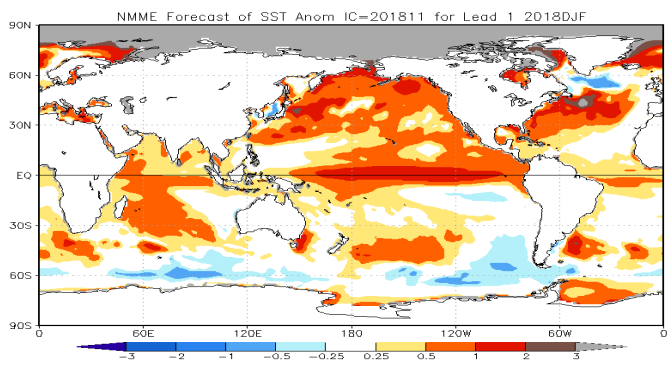 NMME Forecast of SST Anom IC=201811 for Lead 1 2018DJF
90N
60N
30N
EQ
30S
60S
90S
0 60E 120E 180 120W 60W 0
-3 -2 -1 -0.5 -0.25 0.25 0.5 1 2 3